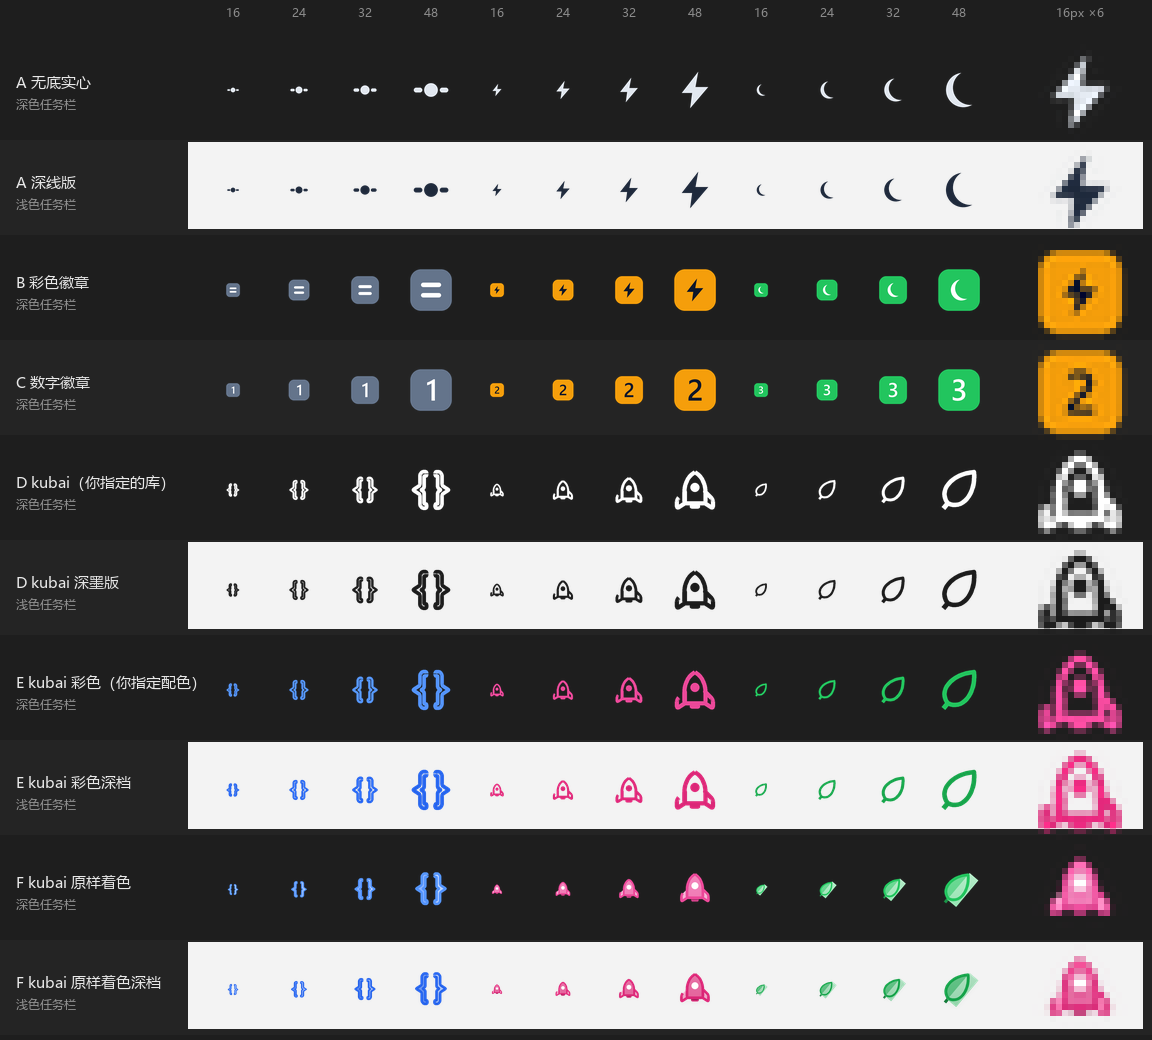 16 24 32 48 16 24 32 48 16 24 32 48 16px ×6
A 无底实心
深色任务栏
A 深线版
浅色任务栏
B 彩色徽章
深色任务栏
C 数字徽章
深色任务栏
1 1 1 1 2 2 2 2 3 3 3 3 2
D kubai（你指定的库）
深色任务栏
D kubai 深墨版
浅色任务栏
E kubai 彩色（你指定配色）
深色任务栏
E kubai 彩色深档
浅色任务栏
F kubai 原样着色
深色任务栏
F kubai 原样着色深档
浅色任务栏